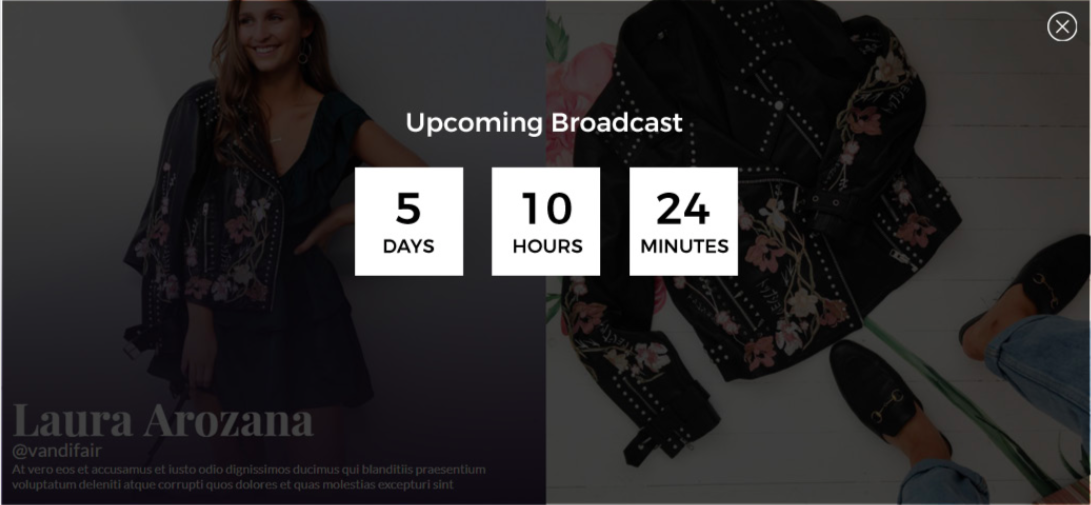 Upcoming Broadcast
5 10 24
DAYS HOURS MINUTES
Laura Arozana
@vandifair
At vero eos et accusamus et iusto odio dignissimos ducimus qui blanditiis praesentium
voluptatum deleniti atque corrupti quos dolores et quas molestias excepturi sint